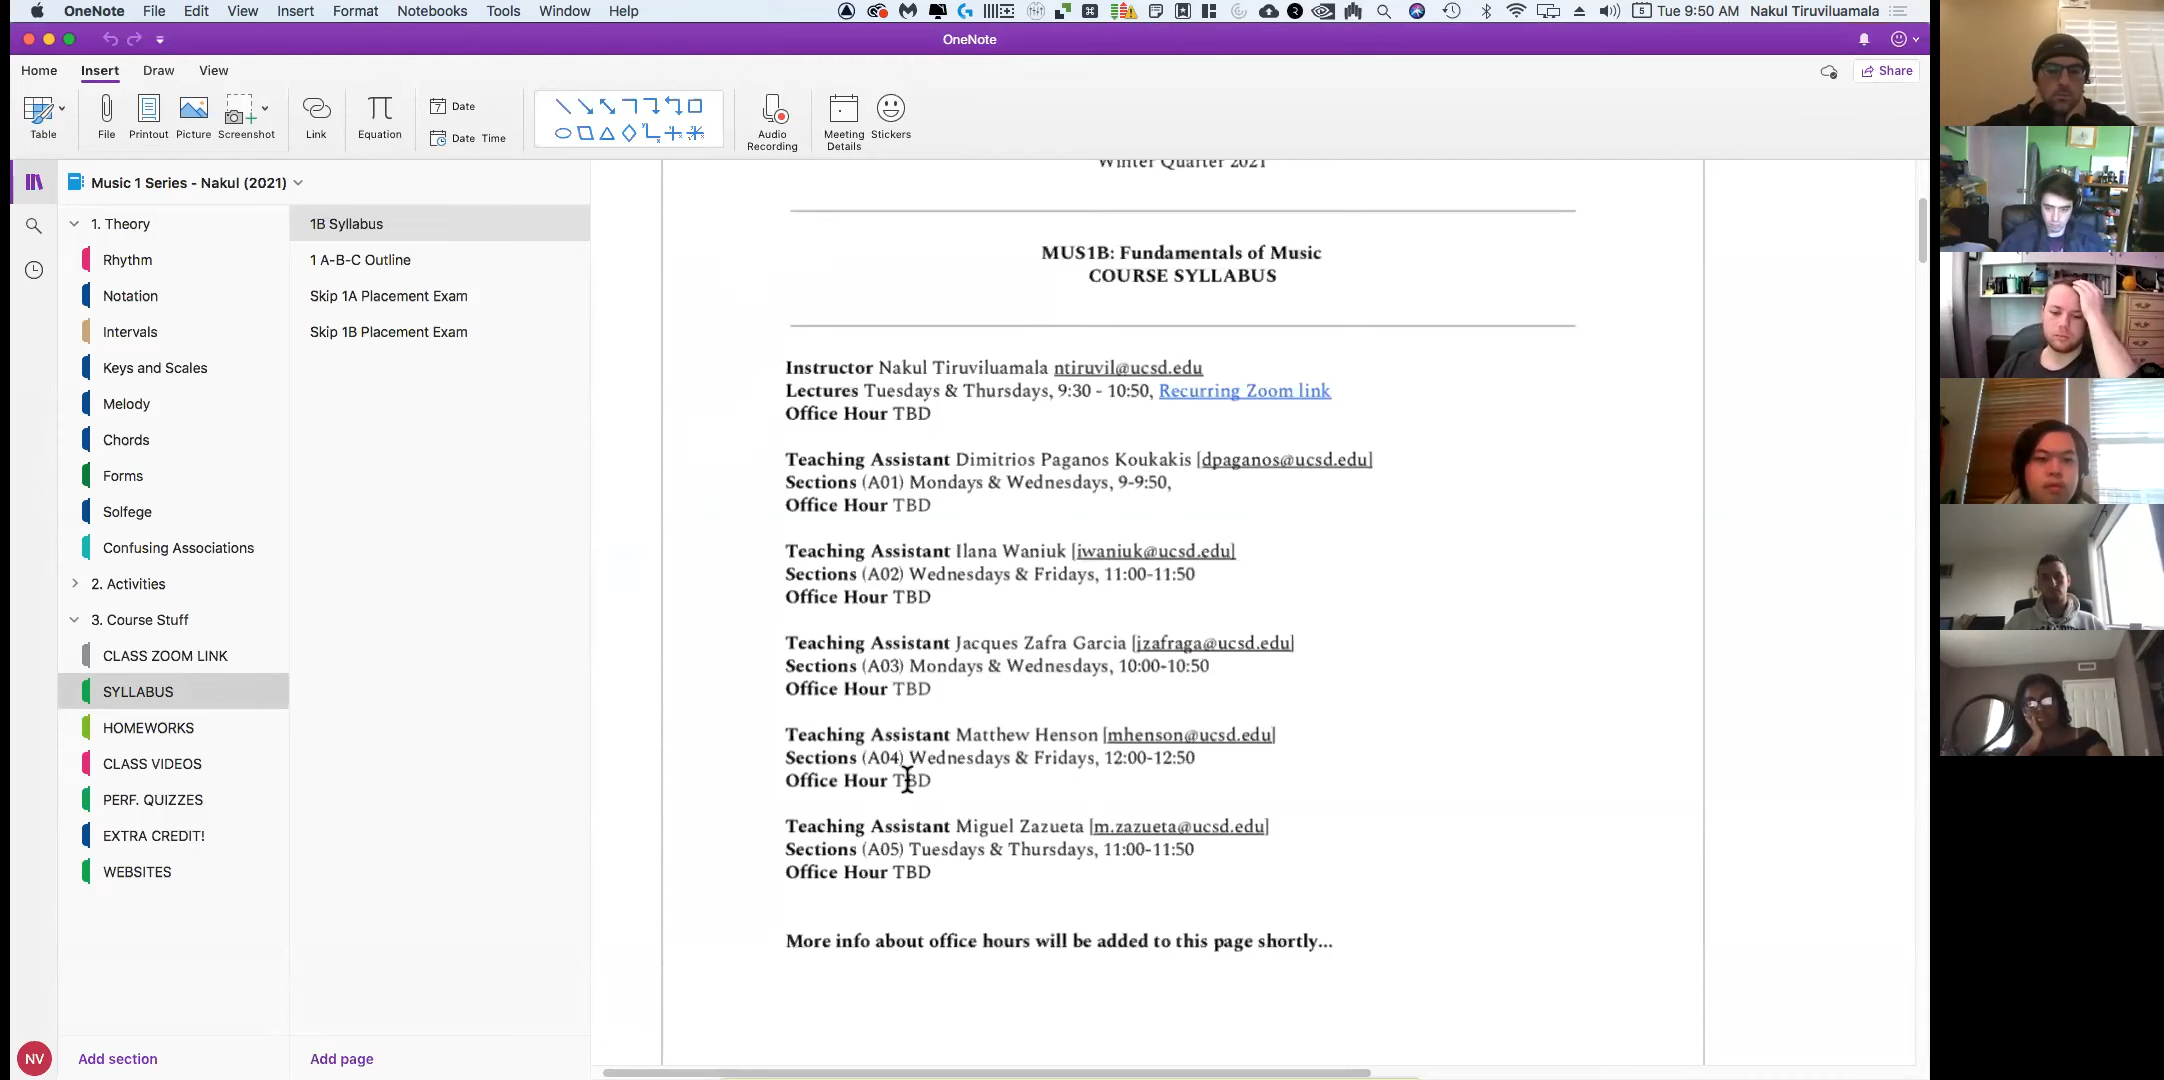 OneNote File Edit View Insert Format Notebooks Tools Window Help
Tue 9:50 AM Nakul Tiruviluamala
OneNote
Home Insert Draw View
Share
Table File Printout Picture Screenshot Link Equation
Date
Date Time
Audio Recording
Meeting Details
Stickers
Music 1 Series - Nakul (2021)
1. Theory
Rhythm
Notation
Intervals
Keys and Scales
Melody
Chords
Forms
Solfege
Confusing Associations
2. Activities
3. Course Stuff
CLASS ZOOM LINK
SYLLABUS
HOMEWORKS
CLASS VIDEOS
PERF. QUIZZES
EXTRA CREDIT!
WEBSITES
NV
Add section
1B Syllabus
1 A-B-C Outline
Skip 1A Placement Exam
Skip 1B Placement Exam
Add page
Winter Quarter 2021
MUS1B: Fundamentals of Music
COURSE SYLLABUS
Instructor Nakul Tiruviluamala ntiruvil@ucsd.edu
Lectures Tuesdays & Thursdays, 9:30 - 10:50, Recurring Zoom link
Office Hour TBD
Teaching Assistant Dimitrios Paganos Koukakis [dpaganos@ucsd.edu]
Sections (A01) Mondays & Wednesdays, 9-9:50,
Office Hour TBD
Teaching Assistant Ilana Waniuk [iwaniuk@ucsd.edu]
Sections (A02) Wednesdays & Fridays, 11:00-11:50
Office Hour TBD
Teaching Assistant Jacques Zafra Garcia [jzafraga@ucsd.edu]
Sections (A03) Mondays & Wednesdays, 10:00-10:50
Office Hour TBD
Teaching Assistant Matthew Henson [mhenson@ucsd.edu]
Sections (A04) Wednesdays & Fridays, 12:00-12:50
Office Hour TBD
Teaching Assistant Miguel Zazueta [m.zazueta@ucsd.edu]
Sections (A05) Tuesdays & Thursdays, 11:00-11:50
Office Hour TBD
More info about office hours will be added to this page shortly...